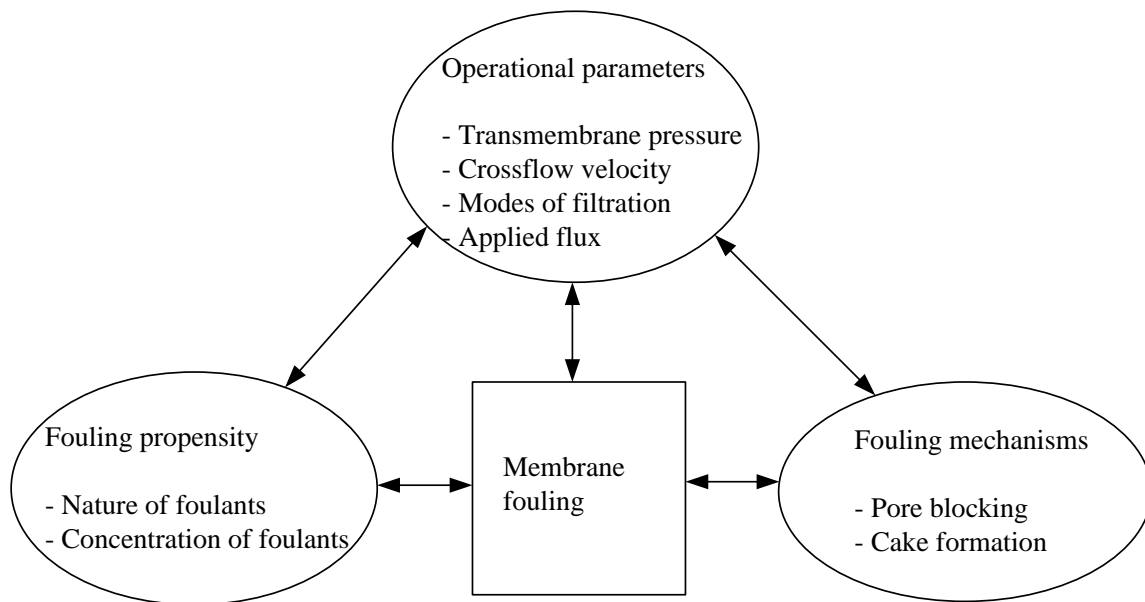 Operational parameters
- Transmembrane pressure
- Crossflow velocity
- Modes of filtration
- Applied flux
Fouling propensity
- Nature of foulants
- Concentration of foulants
Membrane
fouling
Fouling mechanisms
- Pore blocking
- Cake formation